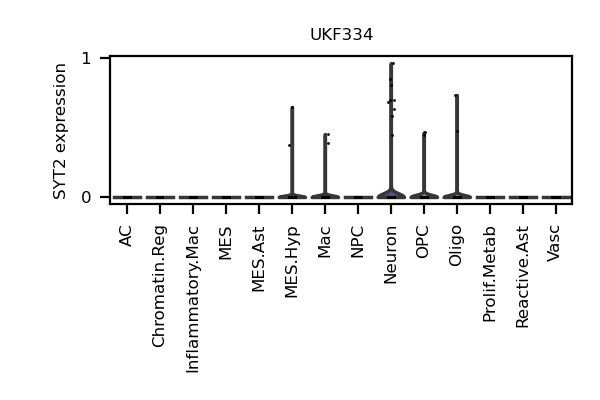 UKF334
SYT2 expression
1
0
AC
Chromatin.Reg
Inflammatory.Mac
MES
MES.Ast
MES.Hyp
Mac
NPC
Neuron
OPC
Oligo
Prolif.Metab
Reactive.Ast
Vasc